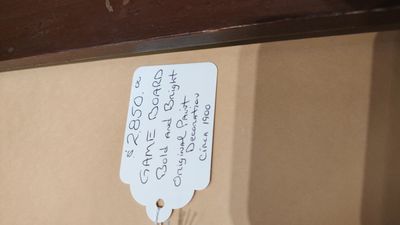 $2850.00
GAME BOARD
Bold and Bright
Original Paint
Decoration
Circa 1900